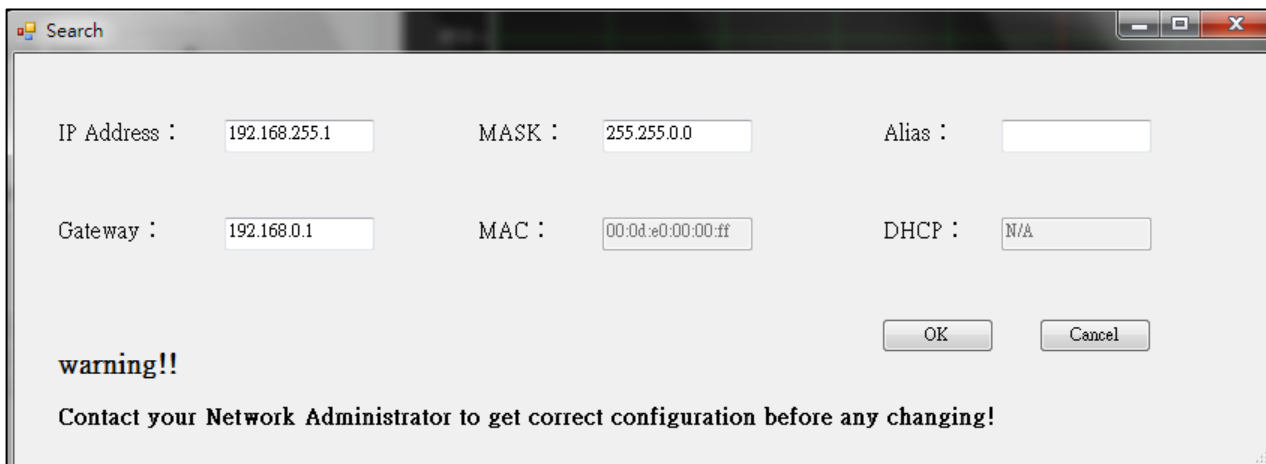 Search
IP Address： 192.168.255.1 MASK： 255.255.0.0 Alias：
Gateway： 192.168.0.1 MAC： 00:0d:e0:00:00:ff DHCP： N/A
OK Cancel
warning!!
Contact your Network Administrator to get correct configuration before any changing!